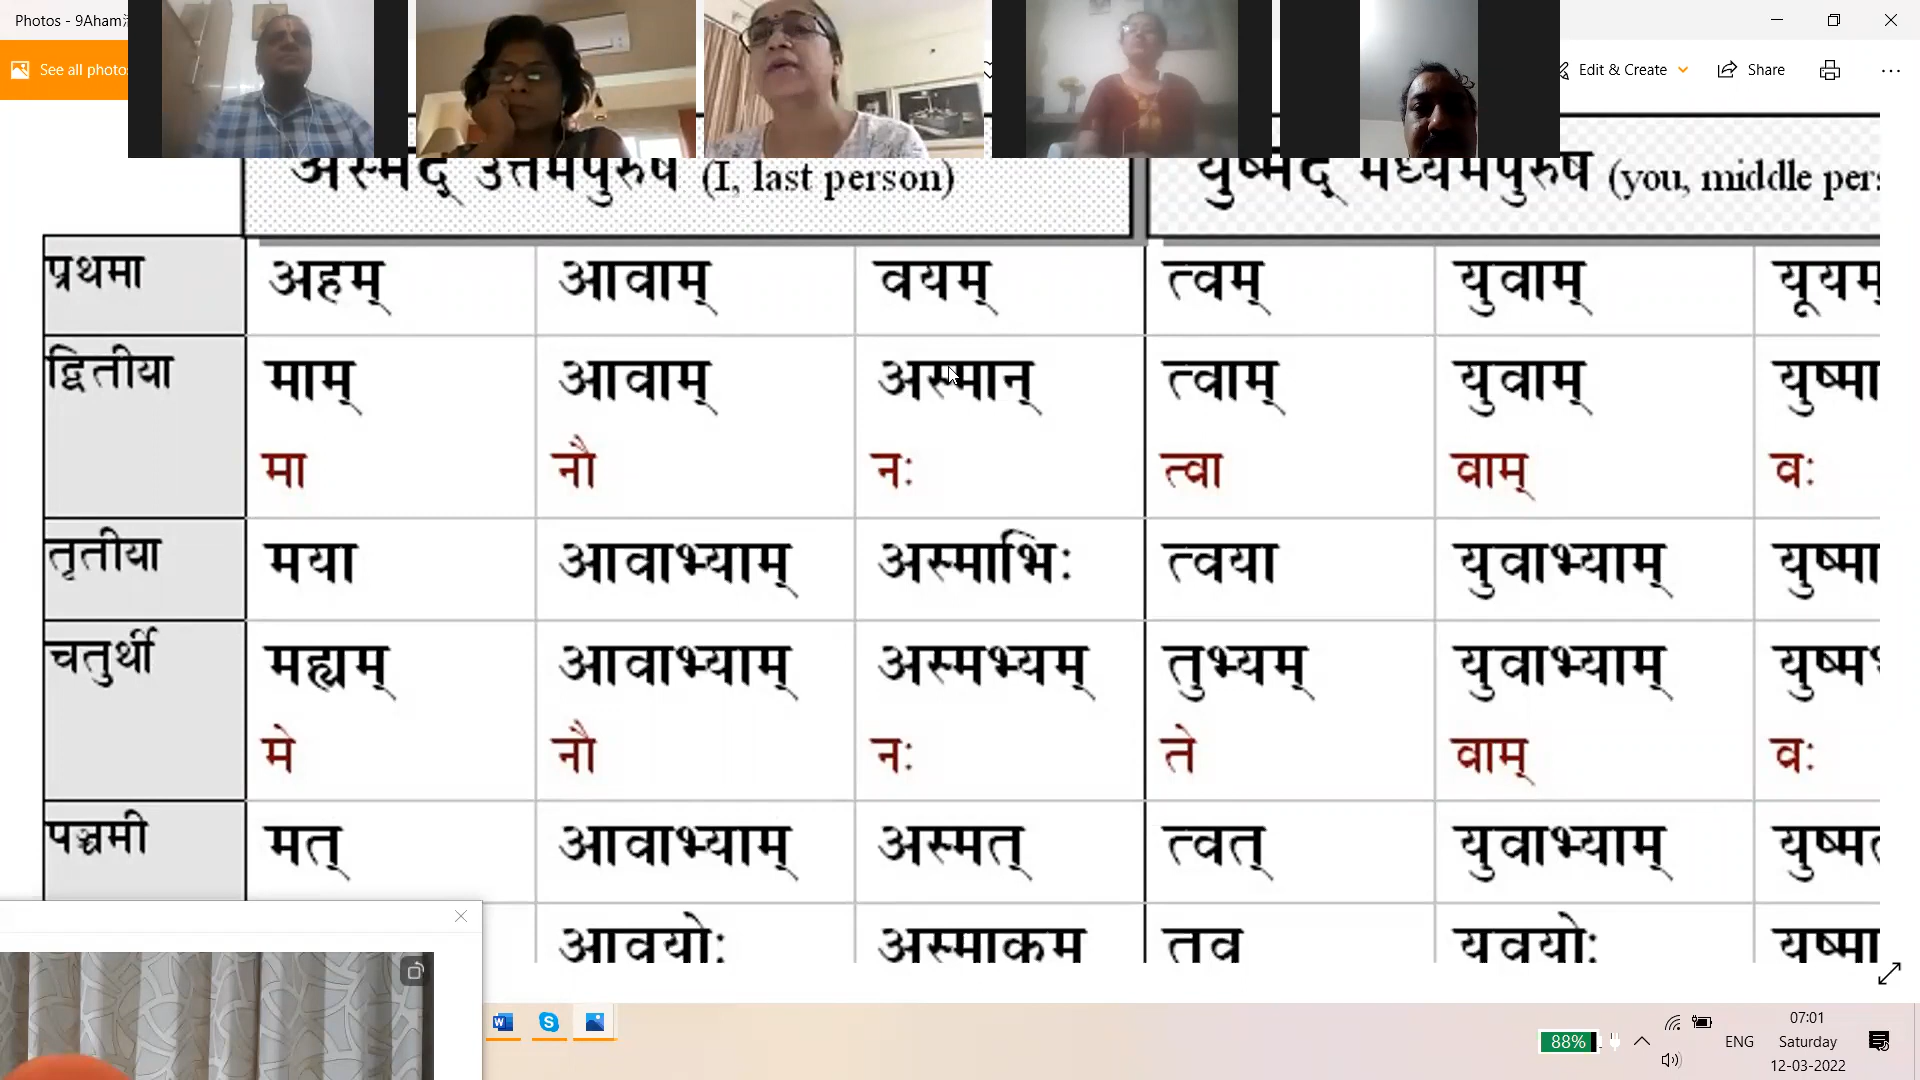 Photos - 9Aham
See all photo
Edit & Create
Share
अस्मद् उत्तमपुरुष (I, last person)
युष्मद् मध्यमपुरुष (you, middle pers
प्रथमा अहम् आवाम् वयम् त्वम् युवाम् यूयम्
द्वितीया माम् आवाम् अस्मान् त्वाम् युवाम् युष्मा
मा नौ नः त्वा वाम् वः
तृतीया मया आवाभ्याम् अस्माभिः त्वया युवाभ्याम् युष्मा
चतुर्थी मह्यम् आवाभ्याम् अस्मभ्यम् तुभ्यम् युवाभ्याम् युष्म
मे नौ नः ते वाम् वः
पञ्चमी मत् आवाभ्याम् अस्मत् त्वत् युवाभ्याम् युष्मत
आवयोः अस्माकम तव युवयोः युष्मा
88%
ENG
07:01
Saturday
12-03-2022